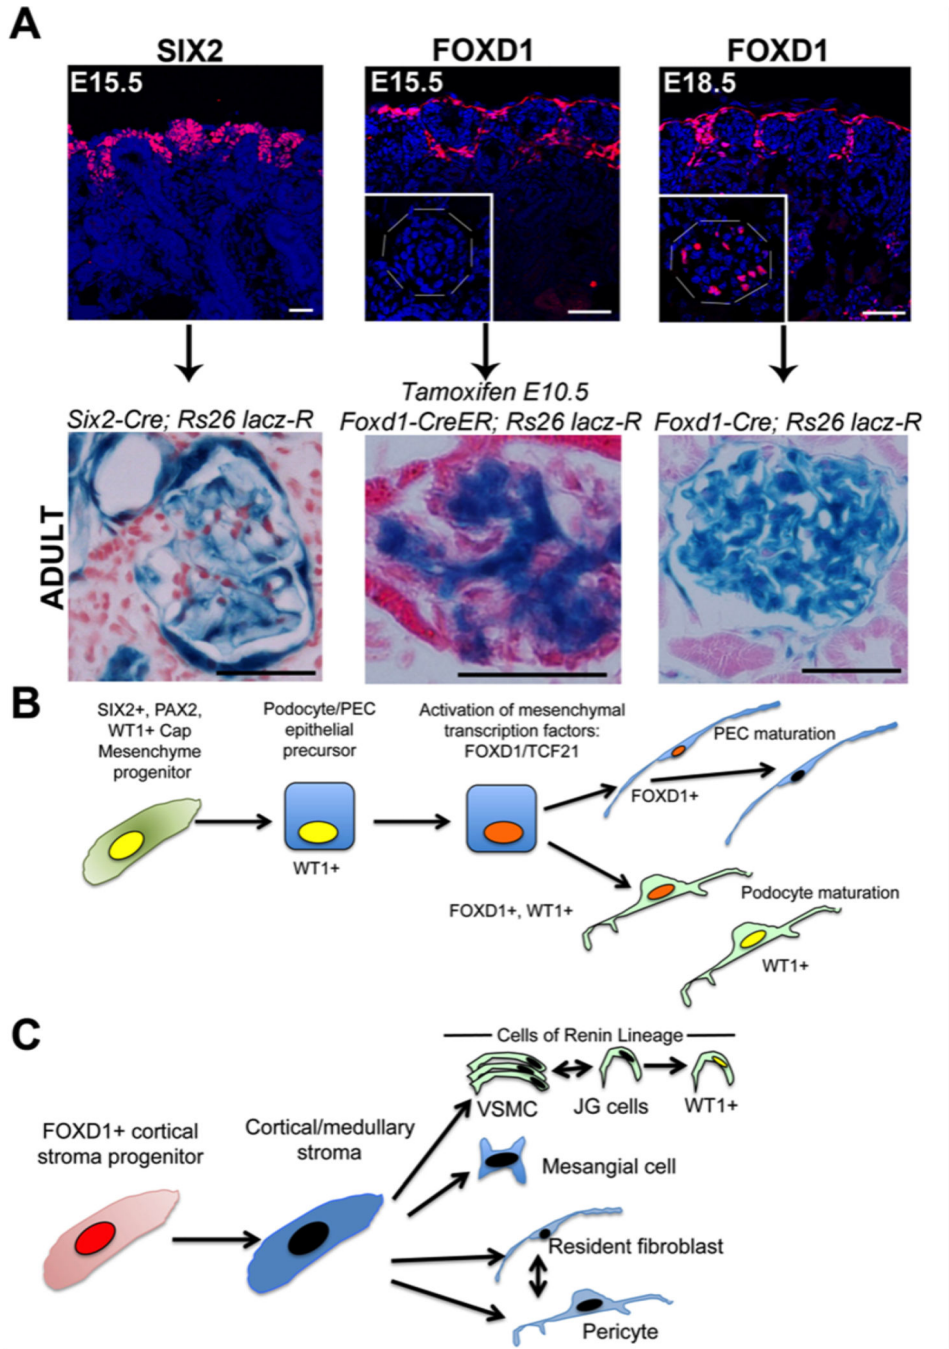 A
SIX2
FOXD1
FOXD1
E15.5
E15.5
E18.5
Tamoxifen E10.5
Six2-Cre; Rs26 lacz-R
Foxd1-CreER; Rs26 lacz-R
Foxd1-Cre; Rs26 lacz-R
ADULT
B
SIX2+, PAX2,
WT1+ Cap
Mesenchyme
progenitor
Podocyte/PEC
epithelial
precursor
WT1+
Activation of mesenchymal
transcription factors:
FOXD1/TCF21
PEC maturation
FOXD1+
FOXD1+, WT1+
Podocyte maturation
WT1+
C
Cells of Renin Lineage
VSMC
JG cells
WT1+
FOXD1+ cortical
stroma progenitor
Cortical/medullary
stroma
Mesangial cell
Resident fibroblast
Pericyte